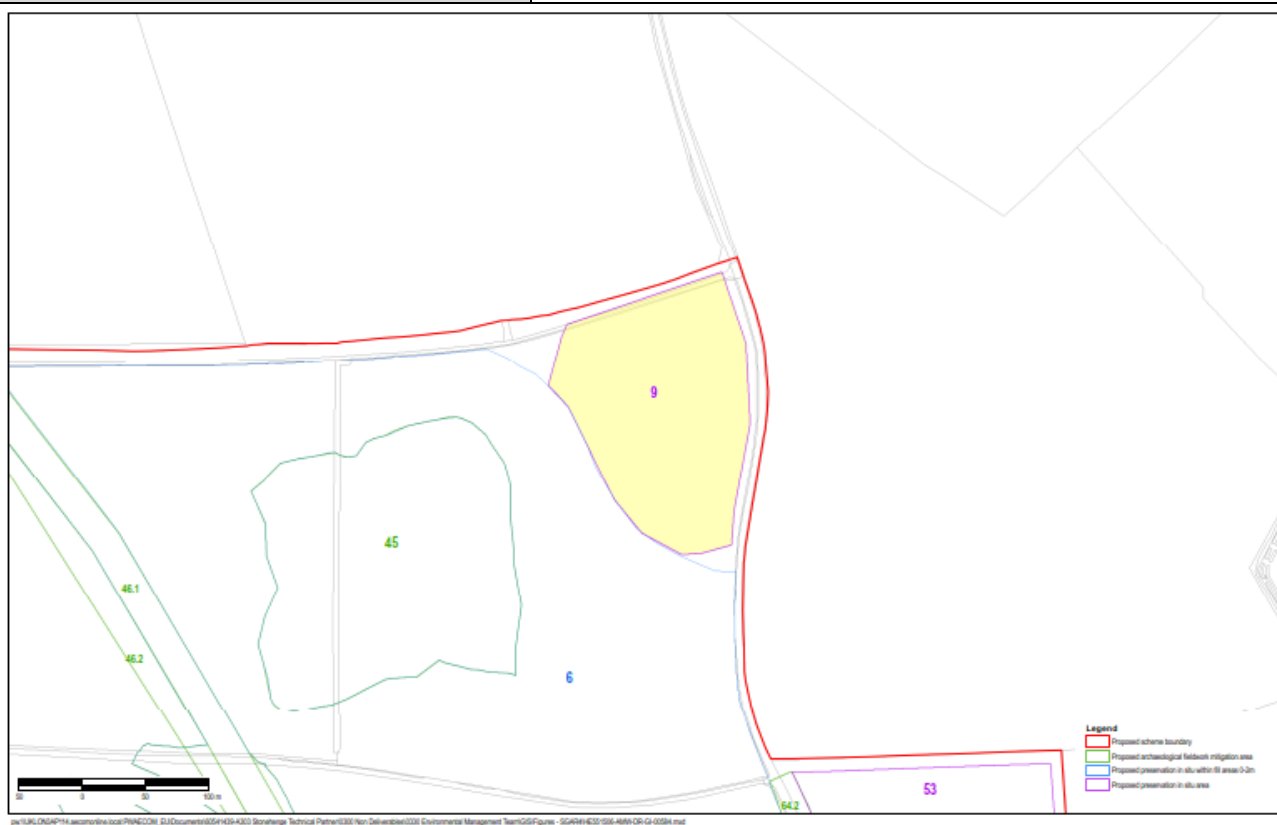 9
45
46.1
46.2
6
Legend
Proposed scheme boundary
Proposed archaeological fieldwork mitigation area
Proposed preservation in situ within fill areas 0-2m
Proposed preservation in situ area
53
64.2
50 0 50 100 m